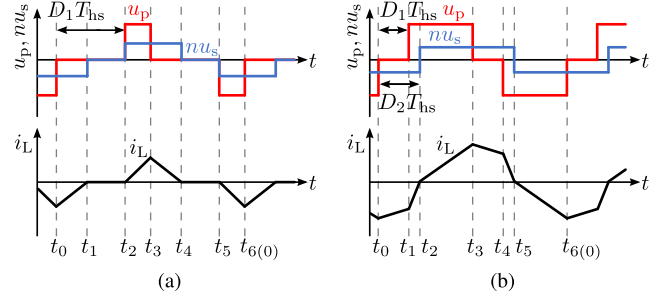 u_p, nu_s
D_1T_hs
u_p
nu_s
t
i_L
i_L
t
t_0 t_1 t_2 t_3 t_4 t_5 t_6(0)
(a)
u_p, nu_s
D_1T_hs
u_p
nu_s
t
D_2T_hs
i_L
i_L
t
t_0 t_1 t_2 t_3 t_4 t_5 t_6(0)
(b)